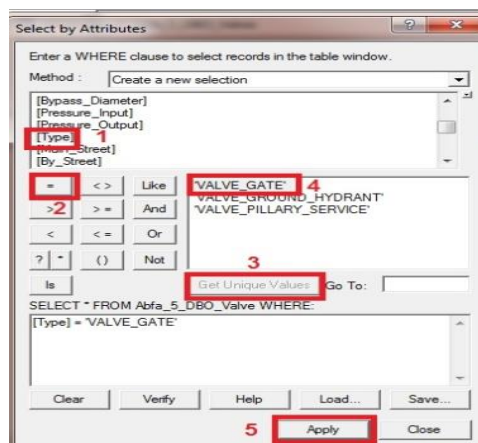 Select by Attributes
Enter a WHERE clause to select records in the table window.
Method : Create a new selection
[Bypass_Diameter]
[Pressure_Input]
[Pressure_Output]
[Type] 1
[Main_Street]
[By_Street]
= <> Like 'VALVE_GATE' 4
'VALVE_GROUND_HYDRANT'
2 > >= And 'VALVE_PILLARY_SERVICE'
< <= Or
? * () Not
3
Is Get Unique Values Go To:
SELECT * FROM Abfa_5_DBO_Valve WHERE:
[Type] = 'VALVE_GATE'
Clear Verify Help Load... Save...
5 Apply Close